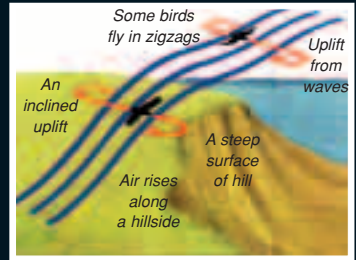 Some birds
fly in zigzags
Uplift
from
waves
An
inclined
uplift
A steep
surface
of hill
Air rises
along
a hillside